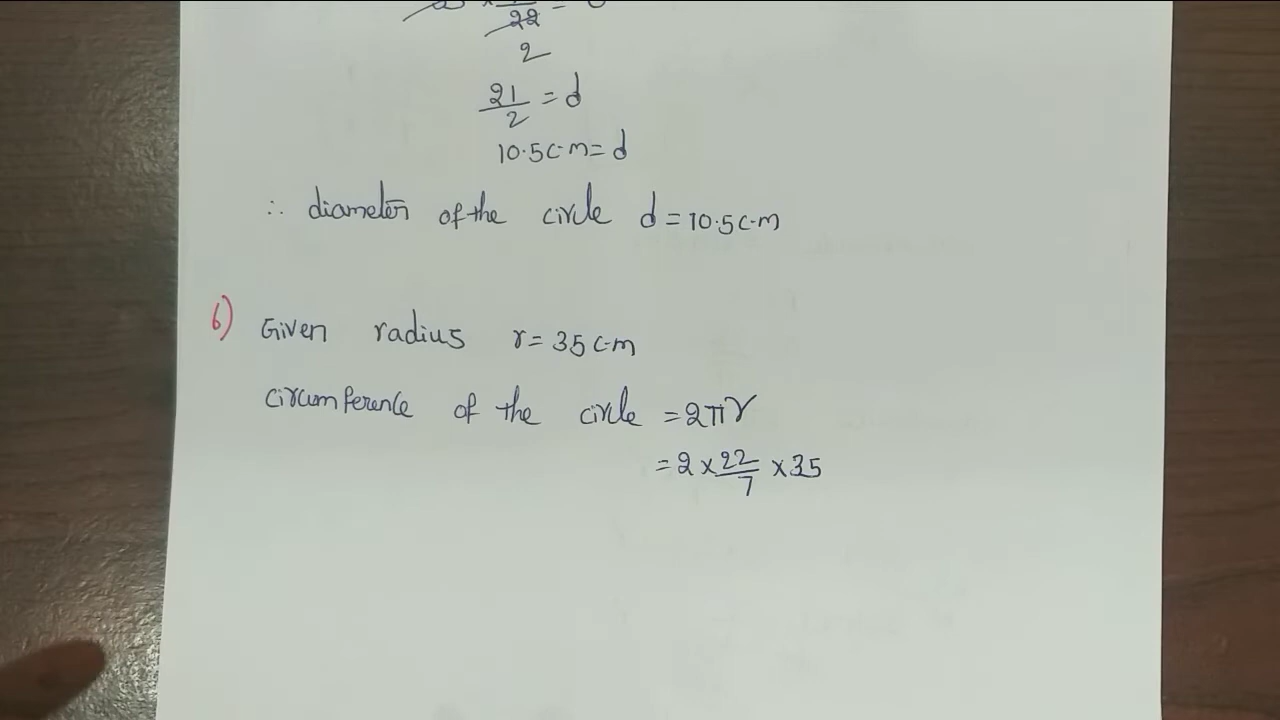 22
2
21/2 = d
10.5 c.m = d
∴ diameter of the circle d = 10.5 c.m
6) Given radius r = 35 c.m
circumference of the circle = 2πr
= 2 × 22/7 × 35